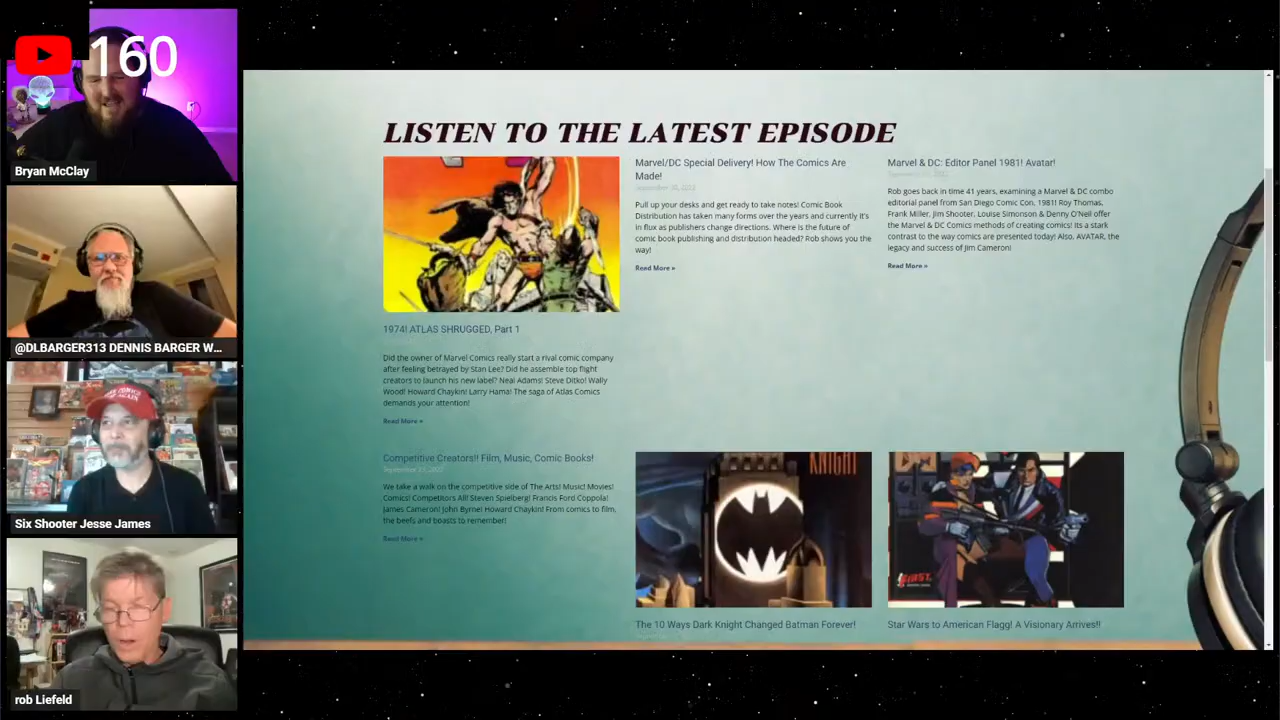 160
Bryan McClay
@DLBARGER313 DENNIS BARGER W...
Six Shooter Jesse James
rob Liefeld
LISTEN TO THE LATEST EPISODE
1974! ATLAS SHRUGGED, Part 1
Did the owner of Marvel Comics really start a rival comic company
after feeling betrayed by Stan Lee? Did he assemble top flight
creators to launch his new label? Neal Adams! Steve Ditko! Wally
Wood! Howard Chaykin! Larry Hama! The saga of Atlas Comics
demands your attention!
Read More »
Marvel/DC Special Delivery! How The Comics Are
Made!
Pull up your desks and get ready to take notes! Comic Book
Distribution has taken many forms over the years and currently it's
in flux as publishers change directions. Where is the future of
comic book publishing and distribution headed? Rob shows you the
way!
Read More »
Marvel & DC: Editor Panel 1981! Avatar!
Rob goes back in time 41 years, examining a Marvel & DC combo
editorial panel from San Diego Comic Con, 1981! Roy Thomas,
Frank Miller, Jim Shooter, Louise Simonson & Denny O'Neil offer
the Marvel & DC Comics methods of creating comics! Its a stark
contrast to the way comics are presented today! Also, AVATAR, the
legacy and success of Jim Cameron!
Read More »
Competitive Creators!! Film, Music, Comic Books!
We take a walk on the competitive side of The Arts! Music! Movies!
Comics! Competitors All! Steven Spielberg! Francis Ford Coppola!
James Cameron! John Byrne! Howard Chaykin! From comics to film,
the beefs and boasts to remember!
Read More »
KNIGHT
The 10 Ways Dark Knight Changed Batman Forever!
FIRST
Star Wars to American Flagg! A Visionary Arrives!!